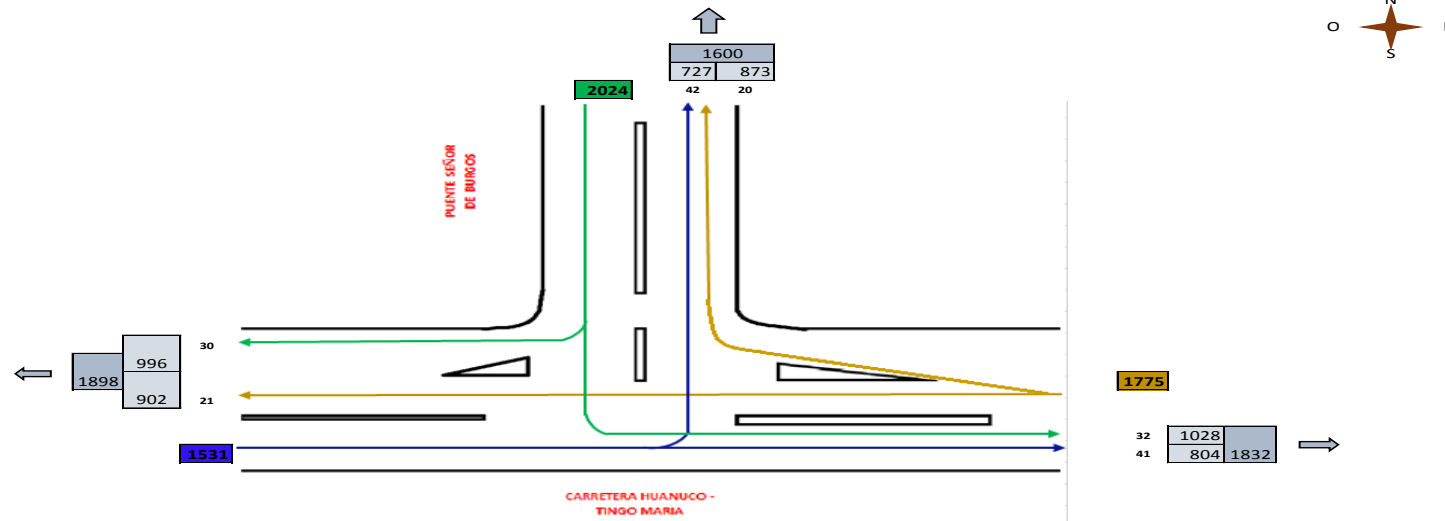 N
O
S
1600
727 873
2024
42 20
PUENTE SEÑOR
DE BURGOS
30
996
1898
902
21
1775
1531
32 1028
41 804 1832
CARRETERA HUANUCO -
TINGO MARIA